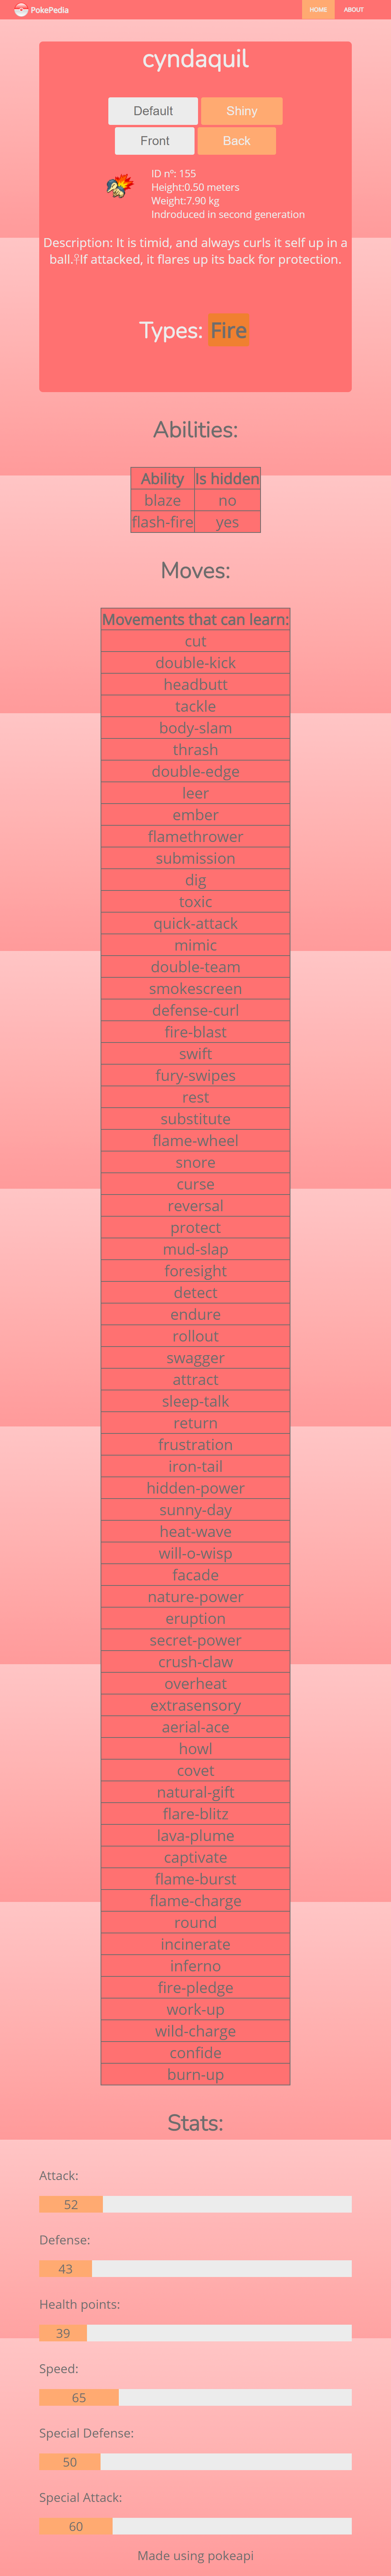 PokePedia HOME ABOUT
cyndaquil
Default Shiny
Front Back
ID nº: 155
Height:0.50 meters
Weight:7.90 kg
Indroduced in second generation
Description: It is timid, and always curls it self up in a
ball.♀If attacked, it flares up its back for protection.
Types: Fire
Abilities:
Ability Is hidden
blaze no
flash-fire yes
Moves:
Movements that can learn:
cut
double-kick
headbutt
tackle
body-slam
thrash
double-edge
leer
ember
flamethrower
submission
dig
toxic
quick-attack
mimic
double-team
smokescreen
defense-curl
fire-blast
swift
fury-swipes
rest
substitute
flame-wheel
snore
curse
reversal
protect
mud-slap
foresight
detect
endure
rollout
swagger
attract
sleep-talk
return
frustration
iron-tail
hidden-power
sunny-day
heat-wave
will-o-wisp
facade
nature-power
eruption
secret-power
crush-claw
overheat
extrasensory
aerial-ace
howl
covet
natural-gift
flare-blitz
lava-plume
captivate
flame-burst
flame-charge
round
incinerate
inferno
fire-pledge
work-up
wild-charge
confide
burn-up
Stats:
Attack:
52
Defense:
43
Health points:
39
Speed:
65
Special Defense:
50
Special Attack:
60
Made using pokeapi